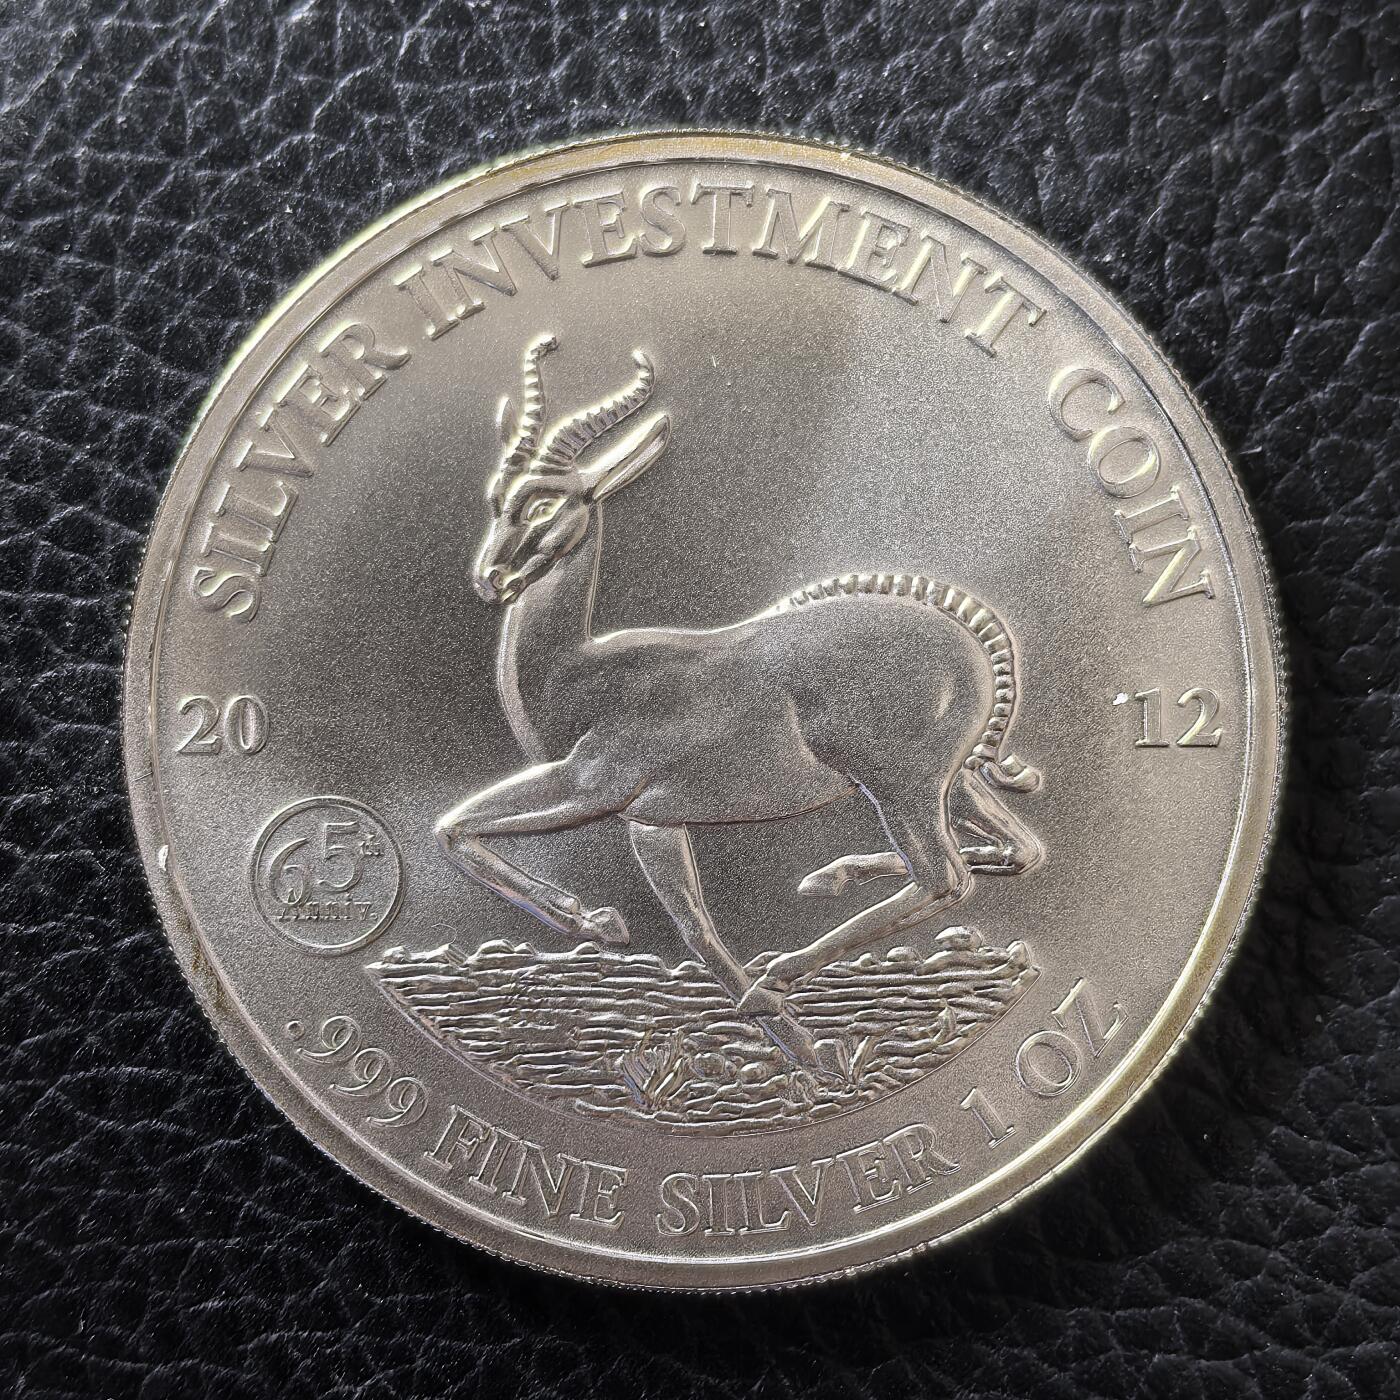 SILVER INVESTMENT COIN
20 12
65th
Anniv.
.999 FINE SILVER 1 OZ